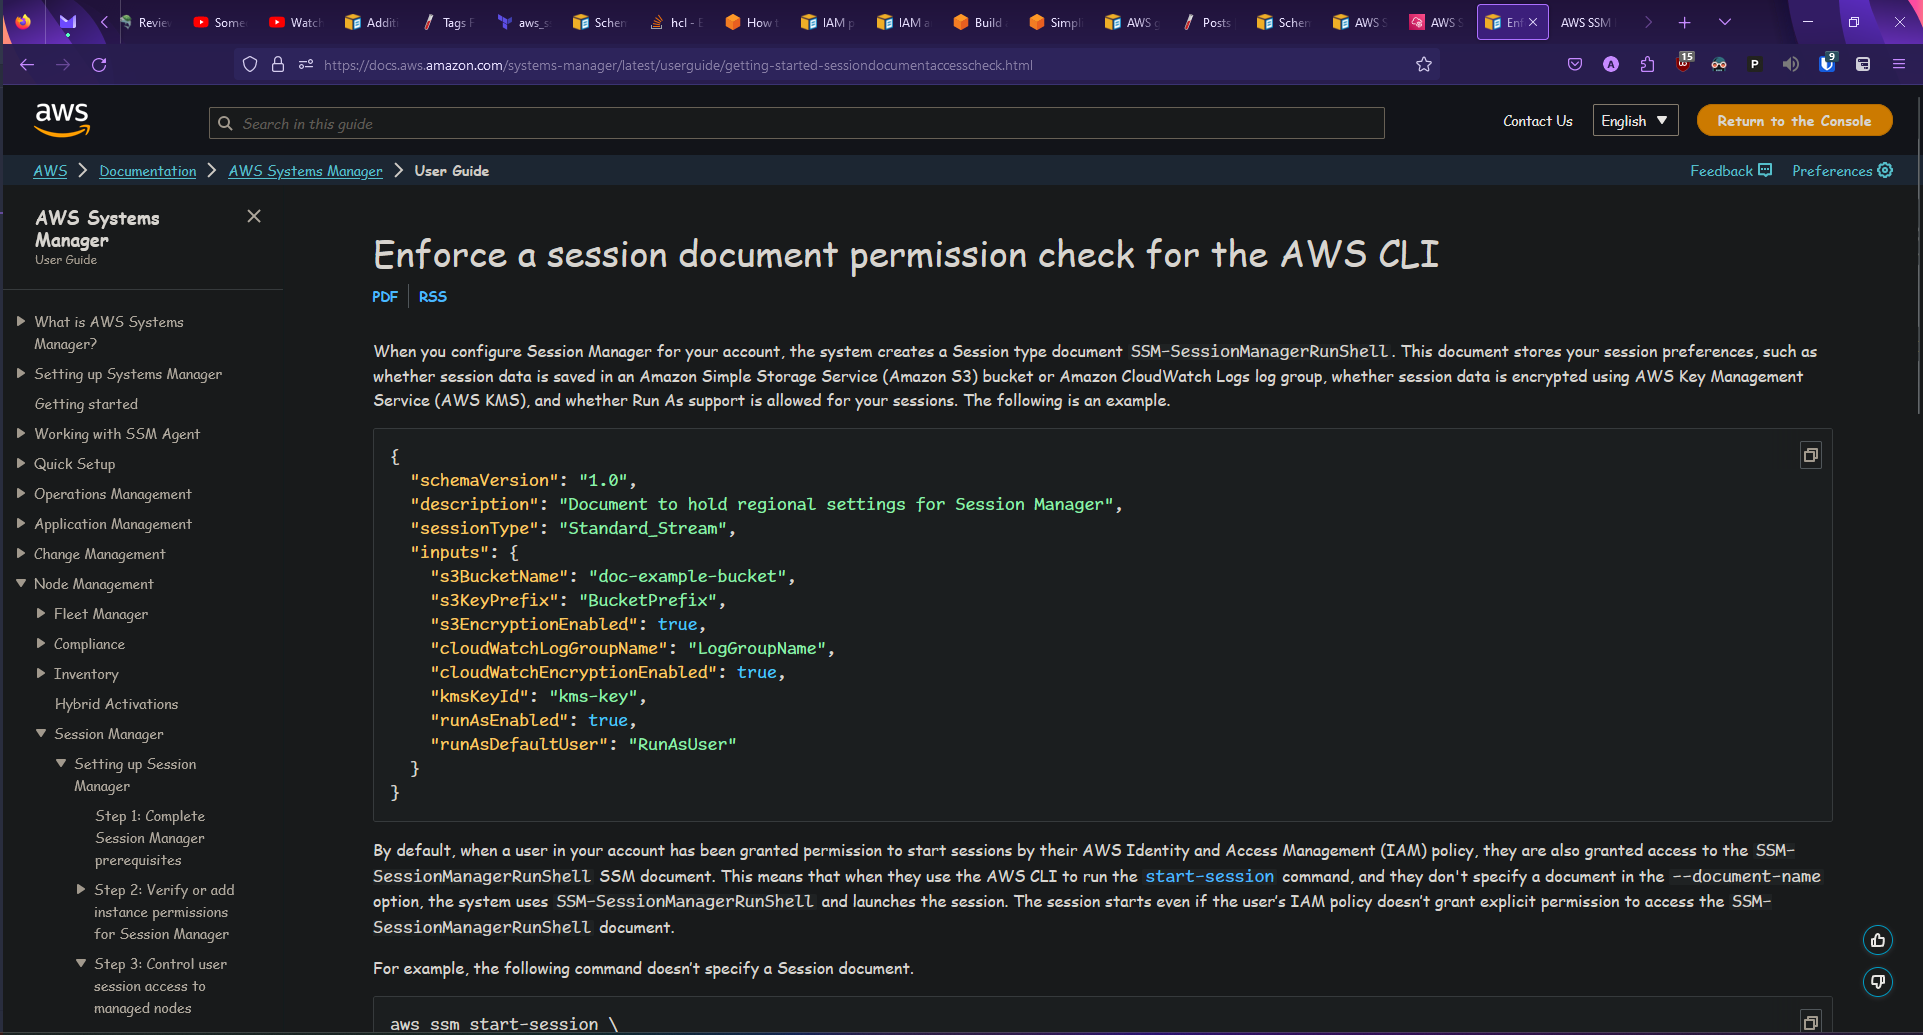 Review
Some
Watch
Additi
Tags F
aws_s
Schem
hcl - E
How t
IAM p
IAM a
Build
Simpl
AWS g
Posts
Schem
AWS S
AWS S
Enf
AWS SSM
https://docs.aws.amazon.com/systems-manager/latest/userguide/getting-started-sessiondocumentaccesscheck.html
15
9
A
P
aws
Search in this guide
Contact Us
English
Return to the Console
AWS
Documentation
AWS Systems Manager
User Guide
Feedback
Preferences
AWS Systems
Manager
User Guide
What is AWS Systems
Manager?
Setting up Systems Manager
Getting started
Working with SSM Agent
Quick Setup
Operations Management
Application Management
Change Management
Node Management
Fleet Manager
Compliance
Inventory
Hybrid Activations
Session Manager
Setting up Session
Manager
Step 1: Complete
Session Manager
prerequisites
Step 2: Verify or add
instance permissions
for Session Manager
Step 3: Control user
session access to
managed nodes
Enforce a session document permission check for the AWS CLI
PDF
RSS
When you configure Session Manager for your account, the system creates a Session type document SSM-SessionManagerRunShell. This document stores your session preferences, such as
whether session data is saved in an Amazon Simple Storage Service (Amazon S3) bucket or Amazon CloudWatch Logs log group, whether session data is encrypted using AWS Key Management
Service (AWS KMS), and whether Run As support is allowed for your sessions. The following is an example.
{
"schemaVersion": "1.0",
"description": "Document to hold regional settings for Session Manager",
"sessionType": "Standard_Stream",
"inputs": {
"s3BucketName": "doc-example-bucket",
"s3KeyPrefix": "BucketPrefix",
"s3EncryptionEnabled": true,
"cloudWatchLogGroupName": "LogGroupName",
"cloudWatchEncryptionEnabled": true,
"kmsKeyId": "kms-key",
"runAsEnabled": true,
"runAsDefaultUser": "RunAsUser"
}
}
By default, when a user in your account has been granted permission to start sessions by their AWS Identity and Access Management (IAM) policy, they are also granted access to the SSM-
SessionManagerRunShell SSM document. This means that when they use the AWS CLI to run the start-session command, and they don't specify a document in the --document-name
option, the system uses SSM-SessionManagerRunShell and launches the session. The session starts even if the user's IAM policy doesn't grant explicit permission to access the SSM-
SessionManagerRunShell document.
For example, the following command doesn't specify a Session document.
aws ssm start-session \